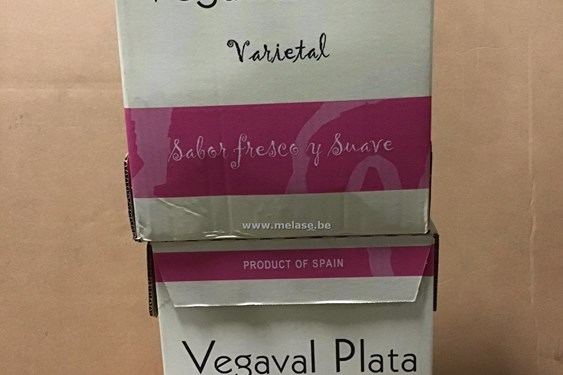 Varietal
Sabor fresco y Suave
www.melase.be
PRODUCT OF SPAIN
Vegaval Plata